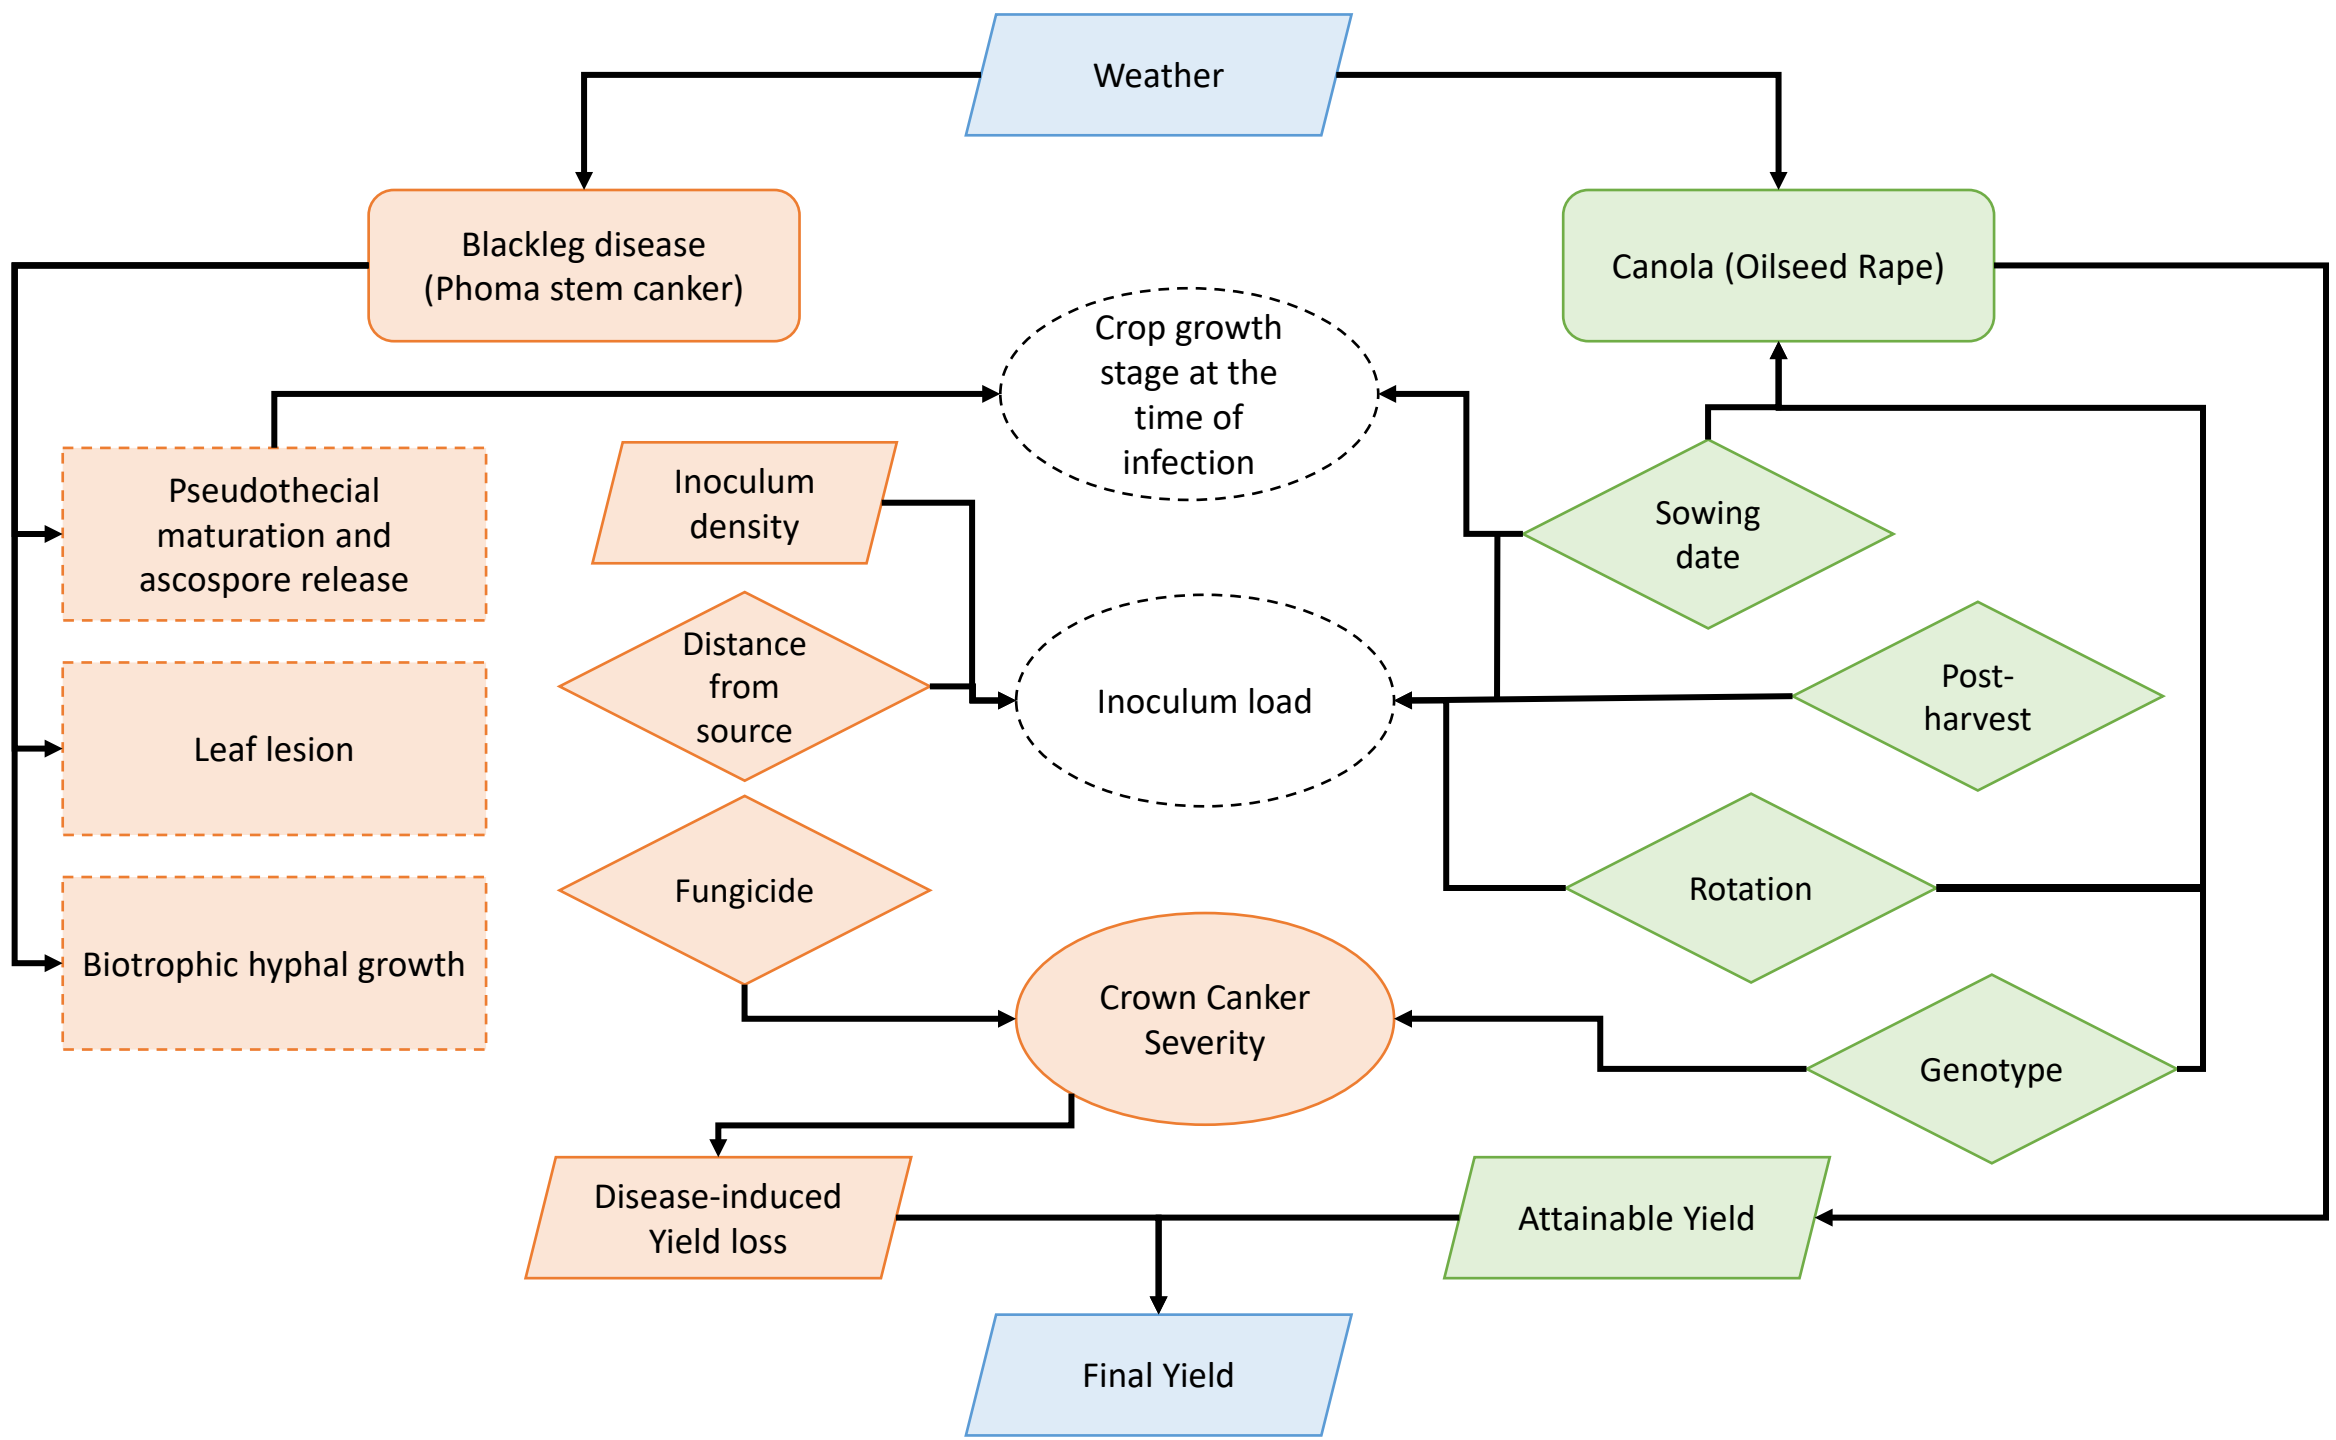 Weather
Blackleg disease
(Phoma stem canker)
Canola (Oilseed Rape)
Crop growth
stage at the
time of
infection
Pseudothecial
maturation and
ascospore release
Inoculum
density
Sowing
date
Distance
from
source
Inoculum load
Post-
harvest
Leaf lesion
Fungicide
Rotation
Biotrophic hyphal growth
Crown Canker
Severity
Genotype
Disease-induced
Yield loss
Attainable Yield
Final Yield